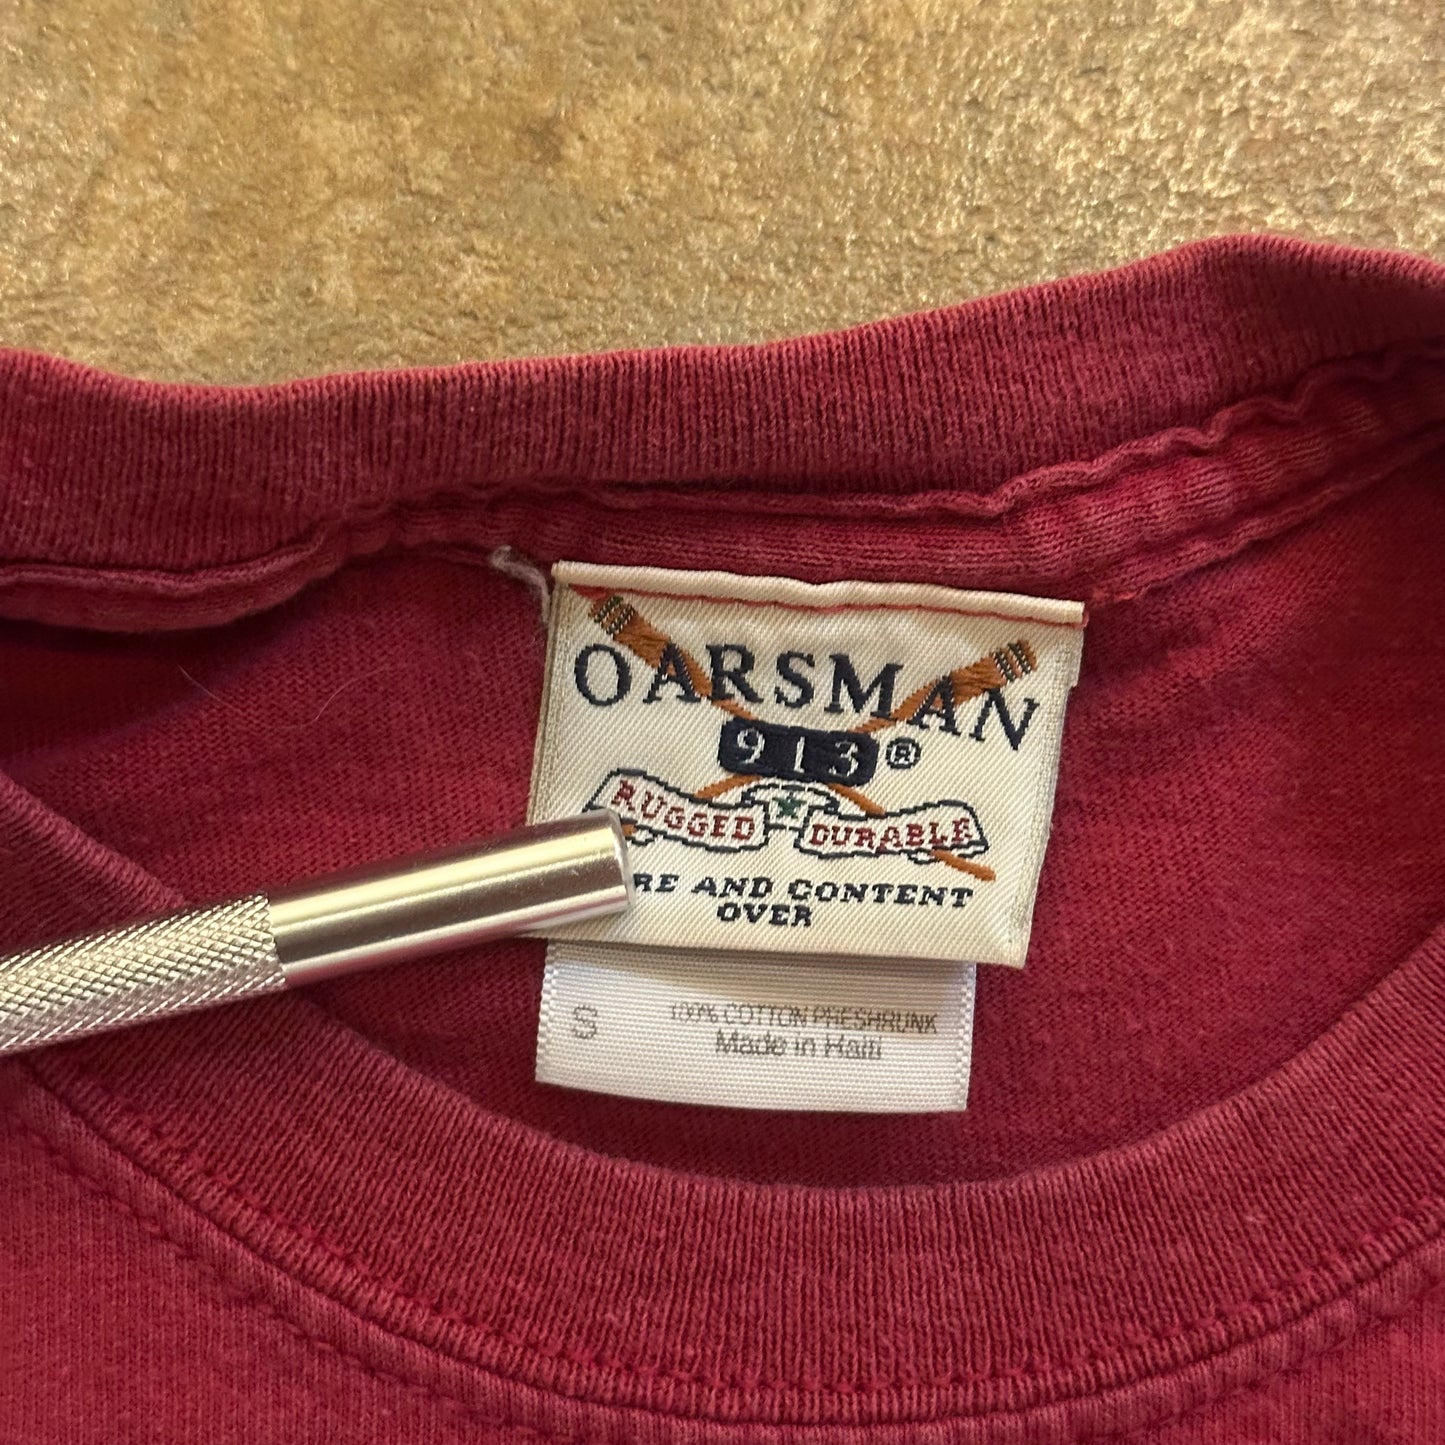 OARSMAN
913®
RUGGED DURABLE
RE AND CONTENT
OVER
S
100% COTTON PRESHRUNK
Made in Haiti